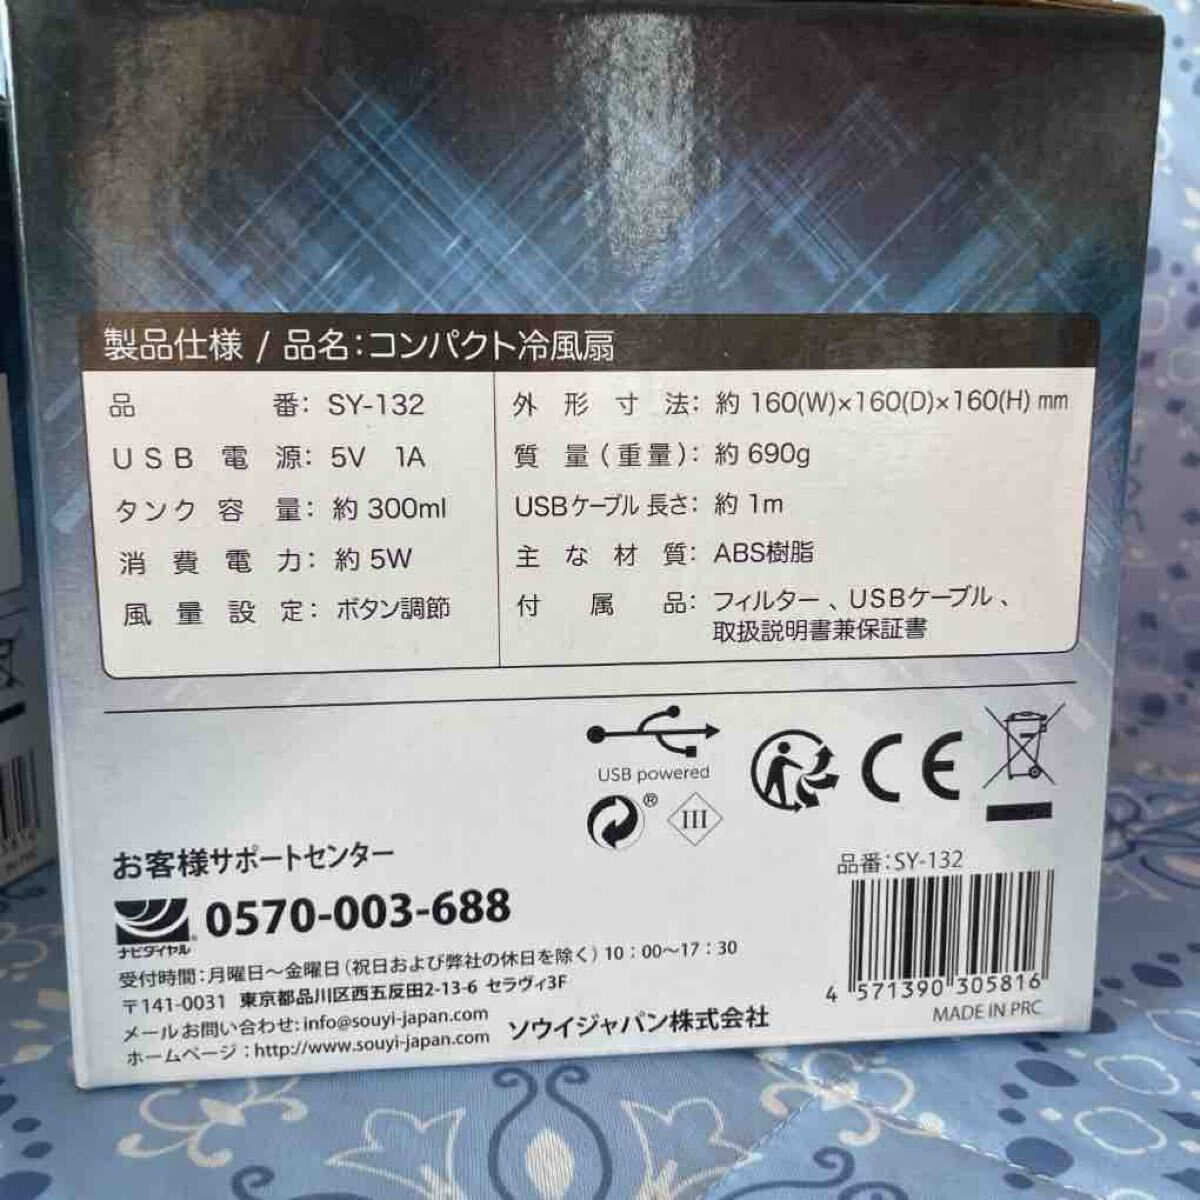 製品仕様 / 品名:コンパクト冷風扇
品番: SY-132
USB電源: 5V 1A
タンク容量: 約 300ml
消費電力: 約 5W
風量設定: ボタン調節
外形寸法: 約 160(W)×160(D)×160(H) mm
質量(重量): 約 690g
USBケーブル長さ: 約 1m
主な材質: ABS樹脂
付属品: フィルター 、USBケーブル 、
取扱説明書兼保証書
USB powered
CE
®
III
お客様サポートセンター
ナビダイヤル®
0570-003-688
受付時間:月曜日~金曜日(祝日および弊社の休日を除く) 10:00~17:30
〒141-0031 東京都品川区西五反田2-13-6 セラヴィ3F
メールお問い合わせ:info@souyi-japan.com
ホームページ:http://www.souyi-japan.com
ソウイジャパン株式会社
品番:SY-132
4 571390 305816
MADE IN PRC